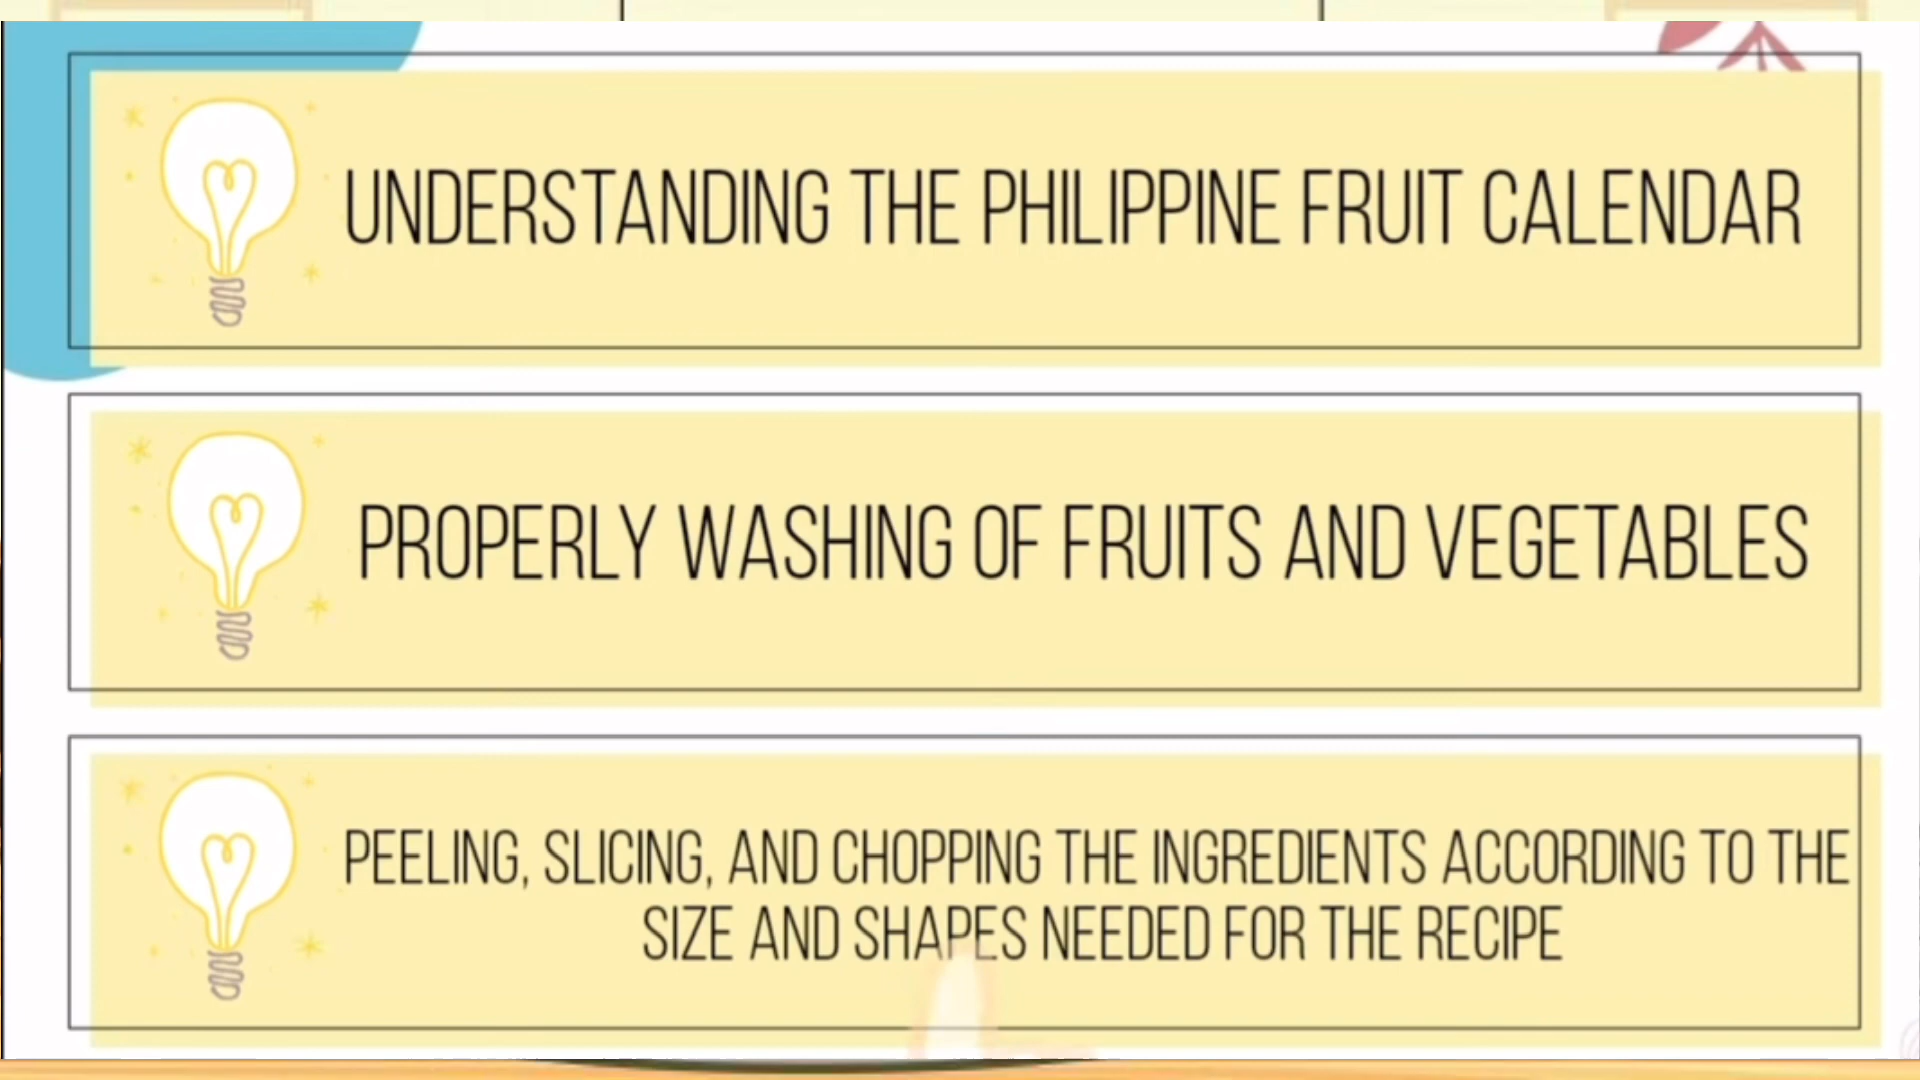 UNDERSTANDING THE PHILIPPINE FRUIT CALENDAR
PROPERLY WASHING OF FRUITS AND VEGETABLES
PEELING, SLICING, AND CHOPPING THE INGREDIENTS ACCORDING TO THE
SIZE AND SHAPES NEEDED FOR THE RECIPE